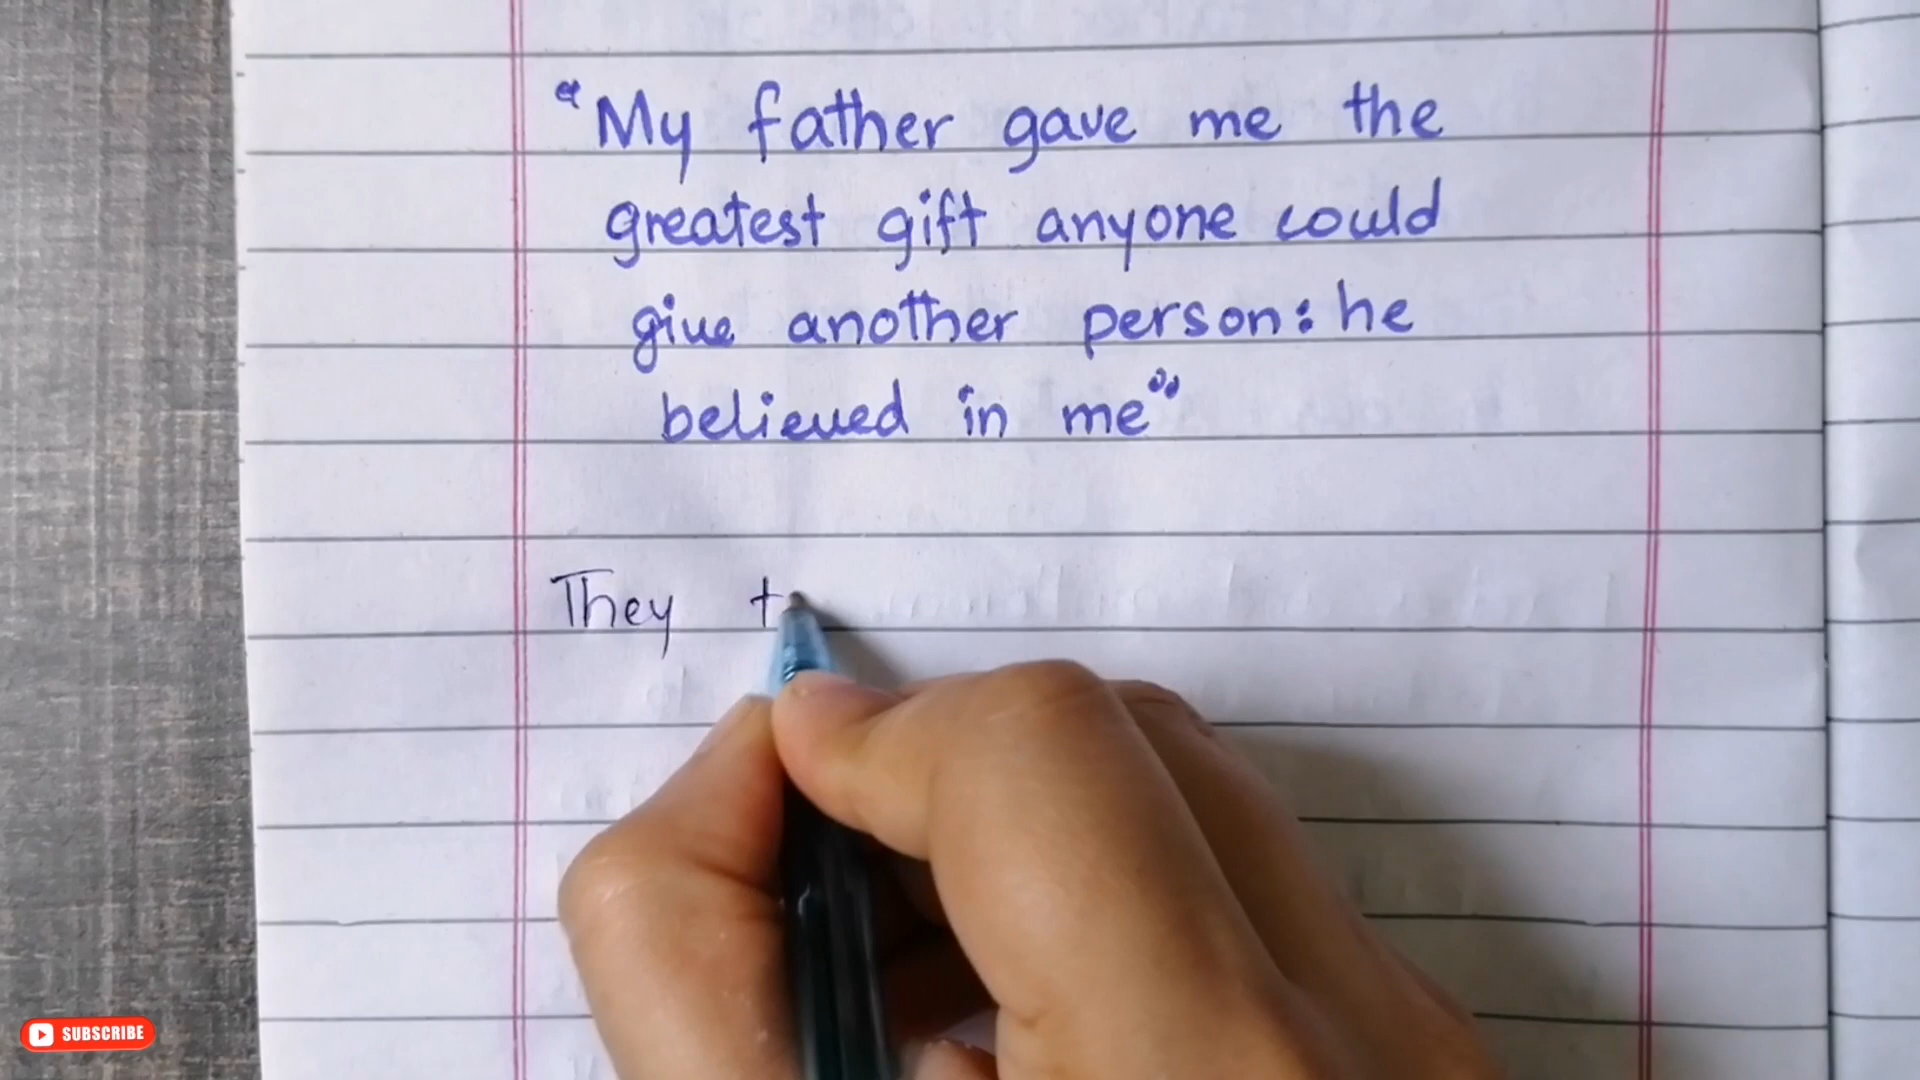 "My father gave me the
greatest gift anyone could
give another person: he
believed in me"
They t
SUBSCRIBE